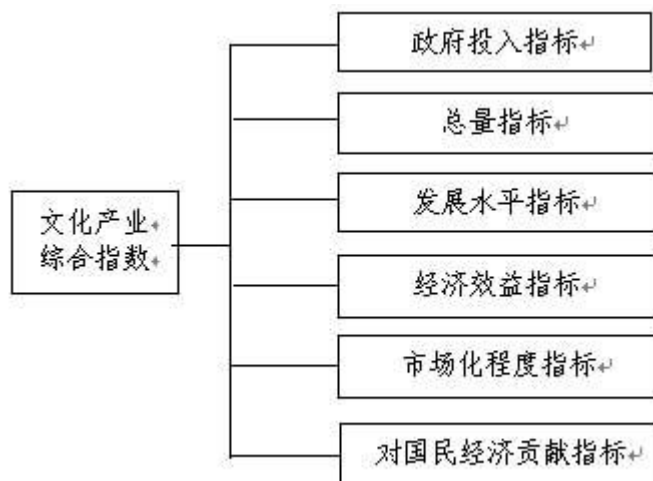 政府投入指标
总量指标
发展水平指标
文化产业
综合指数
经济效益指标
市场化程度指标
对国民经济贡献指标